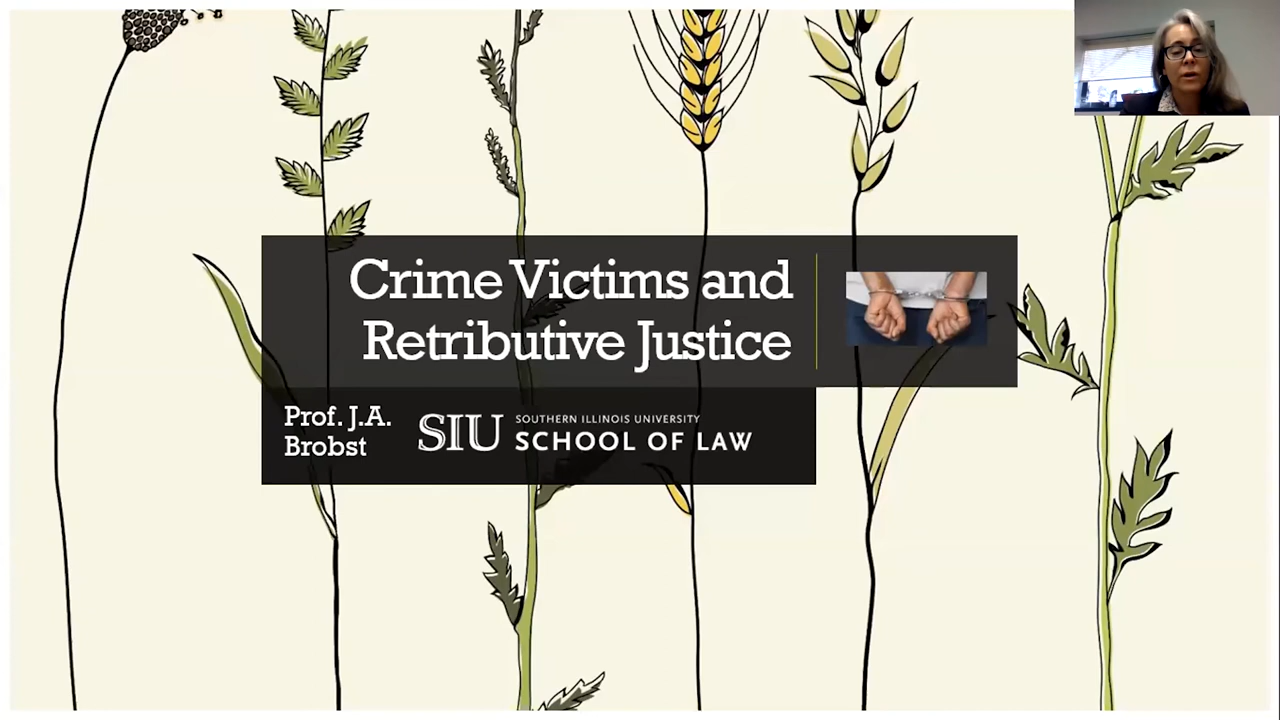 Crime Victims and
Retributive Justice
Prof. J.A.
Brobst
SIU
SOUTHERN ILLINOIS UNIVERSITY
SCHOOL OF LAW